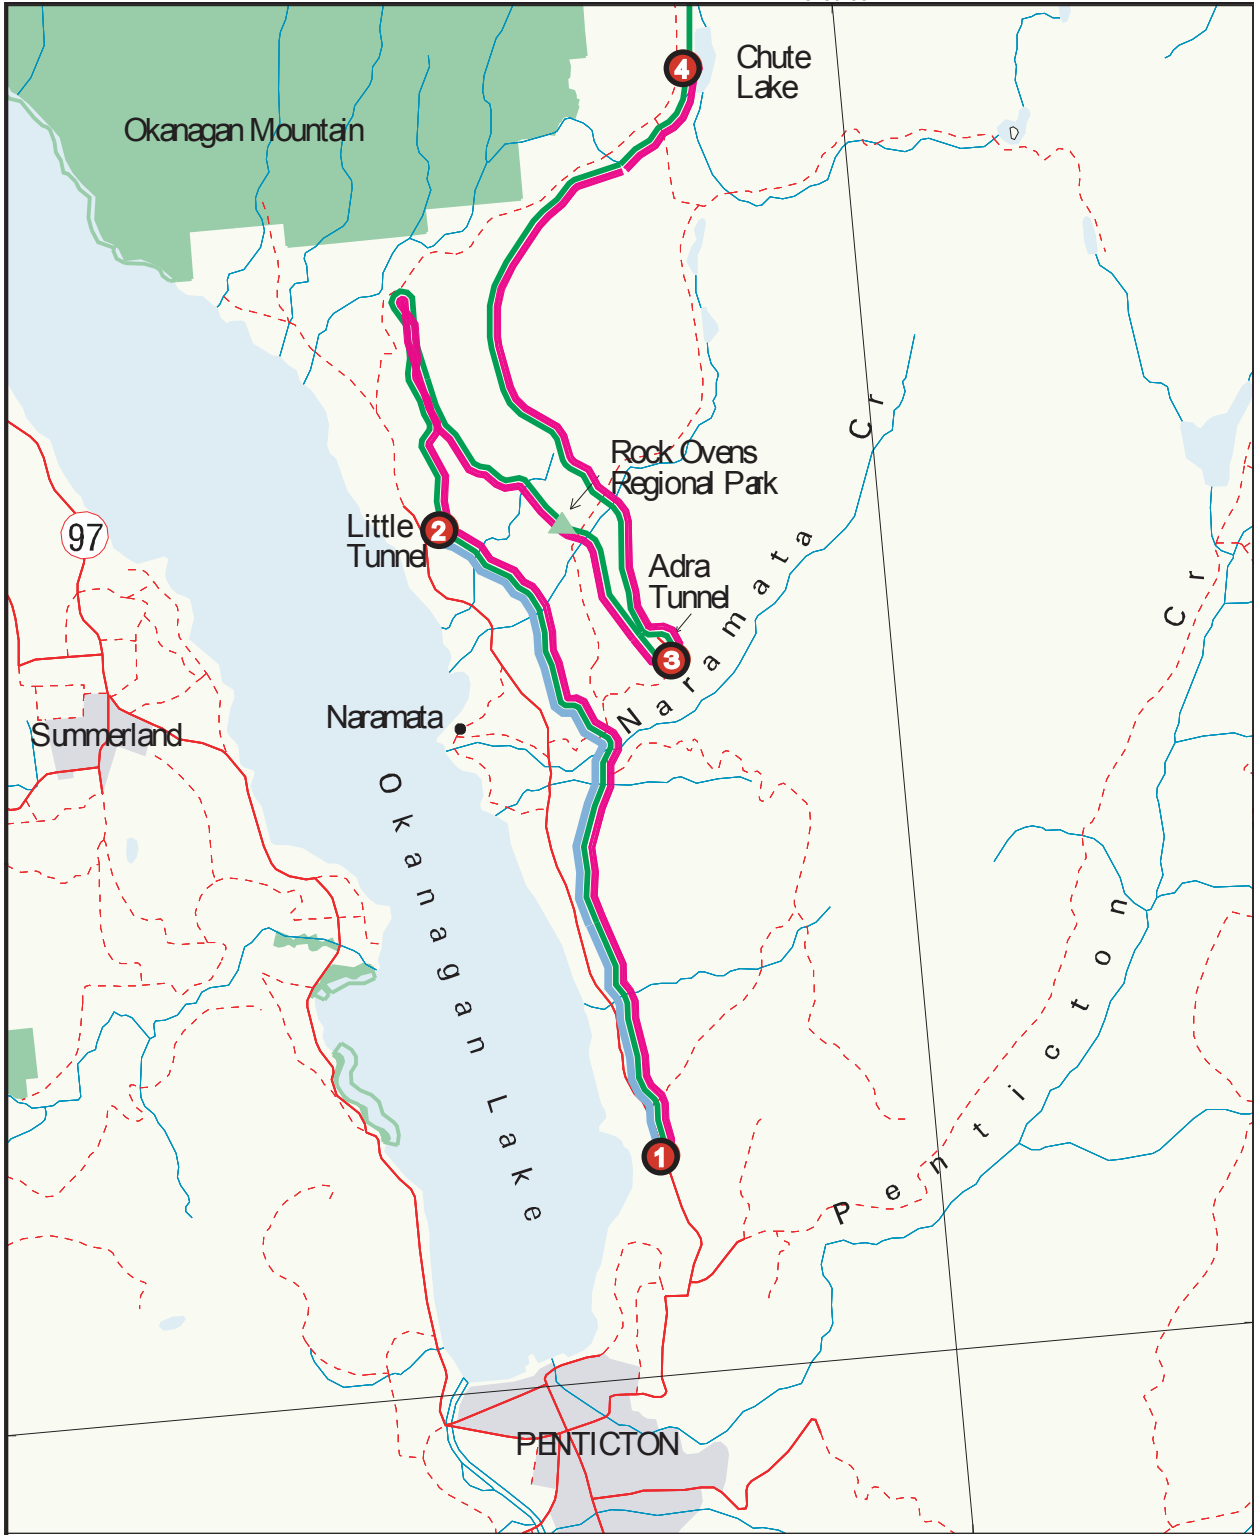 4
Chute
Lake
Okanagan Mountain
Rock Ovens
Regional Park
Little
Tunnel
2
97
Adra
Tunnel
3
Naramata Cr
Naramata
Summerland
Okanagan Lake
Penticton Cr
1
PENTICTON